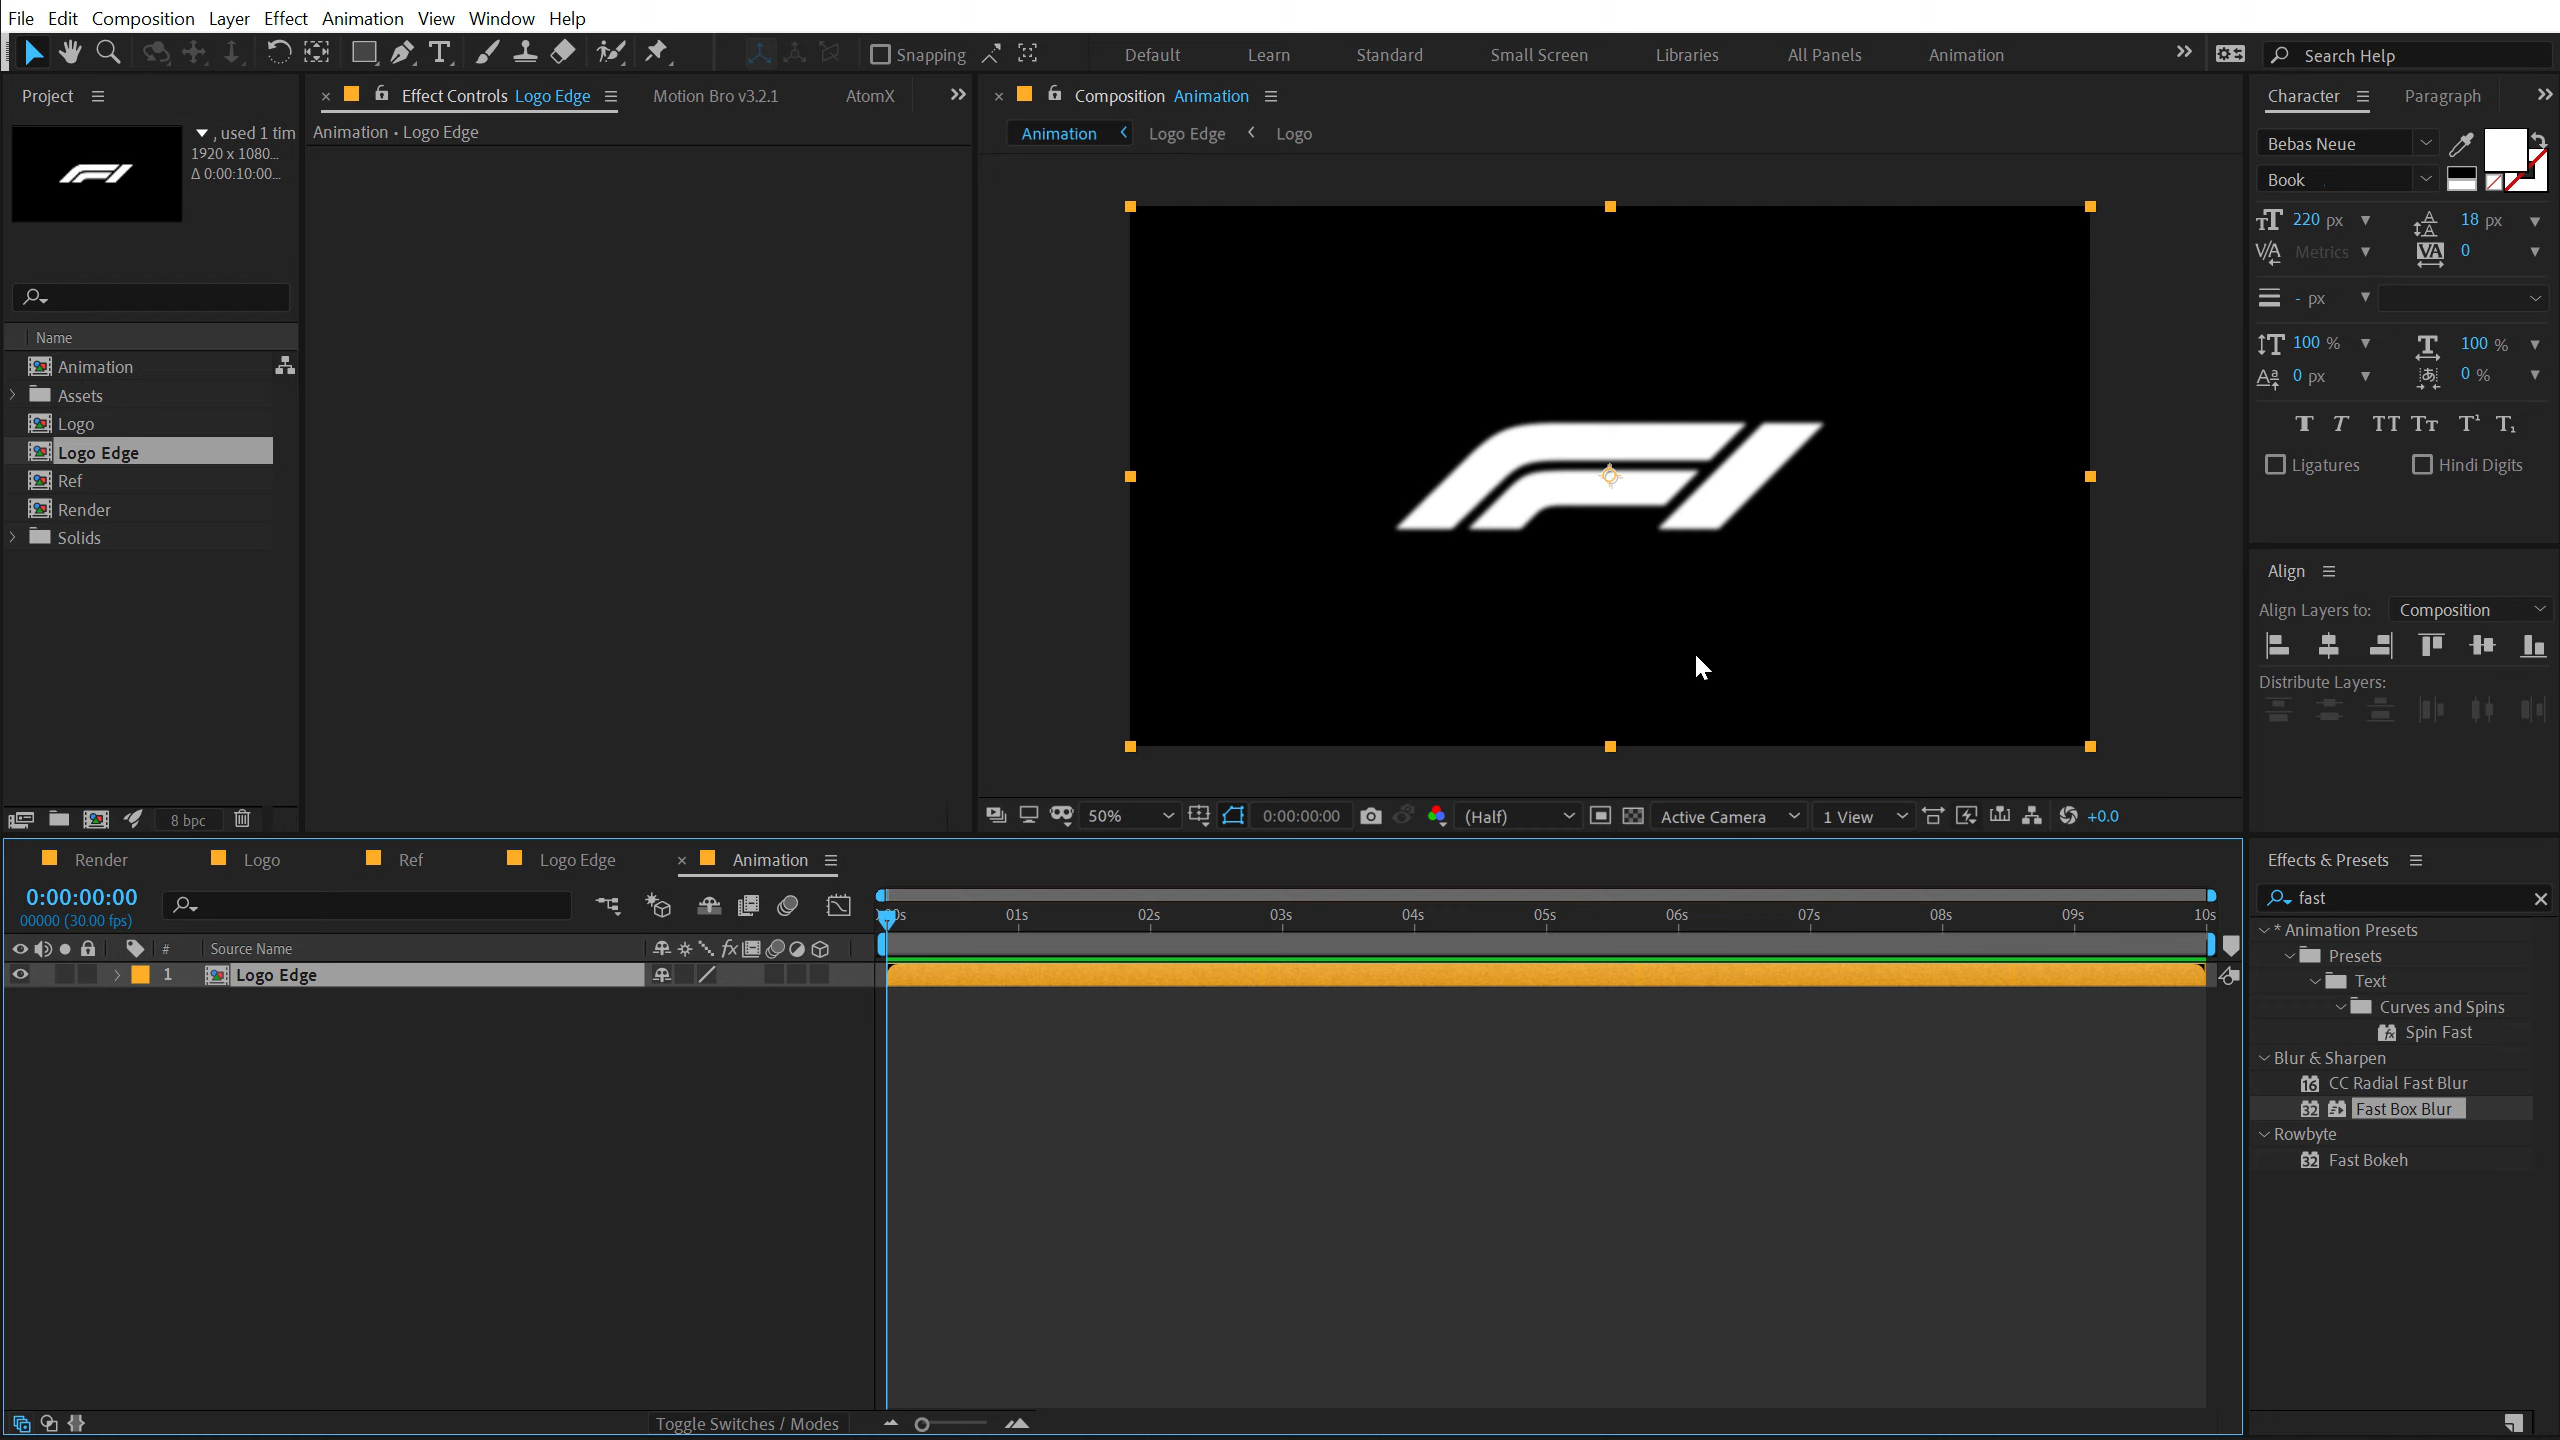 File Edit Composition Layer Effect Animation View Window Help
Snapping Default Learn Standard Small Screen Libraries All Panels Animation Search Help
Project
, used 1 tim
1920 x 1080...
Δ 0:00:10:00...
Name
Animation
Assets
Logo
Logo Edge
Ref
Render
Solids
8 bpc
Effect Controls Logo Edge Motion Bro v3.2.1 AtomX
Animation • Logo Edge
Composition Animation
Animation Logo Edge Logo
50% 0:00:00:00 (Half) Active Camera 1 View +0.0
Character Paragraph
Bebas Neue
Book
220 px 18 px
Metrics 0
- px
100 % 100 %
0 px 0 %
Ligatures Hindi Digits
Align
Align Layers to: Composition
Distribute Layers:
Render Logo Ref Logo Edge Animation
0:00:00:00
00000 (30.00 fps)
01s 02s 03s 04s 05s 06s 07s 08s 09s 10s
# Source Name
1 Logo Edge
Toggle Switches / Modes
Effects & Presets
fast
* Animation Presets
Presets
Text
Curves and Spins
Spin Fast
Blur & Sharpen
16 CC Radial Fast Blur
32 Fast Box Blur
Rowbyte
32 Fast Bokeh